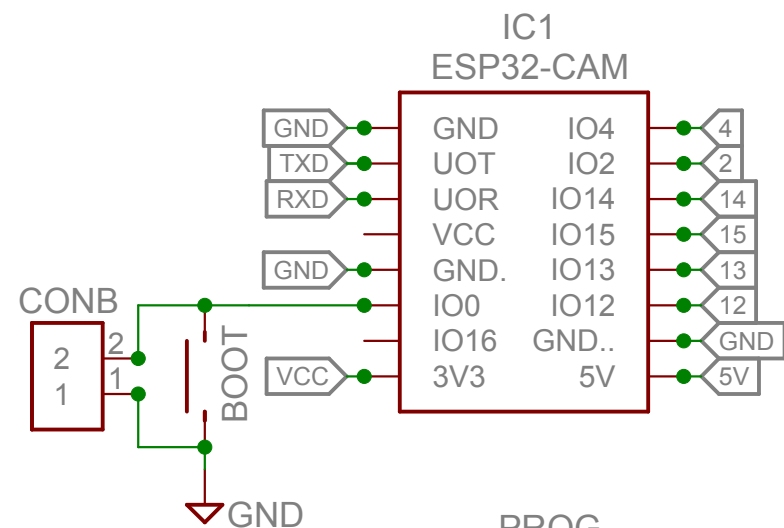 IC1
ESP32-CAM
GND GND IO4 4
TXD UOT IO2 2
RXD UOR IO14 14
VCC IO15 15
GND GND. IO13 13
CONB IO0 IO12 12
2 2 BOOT IO16 GND.. GND
1 1 VCC 3V3 5V 5V
GND
PROG